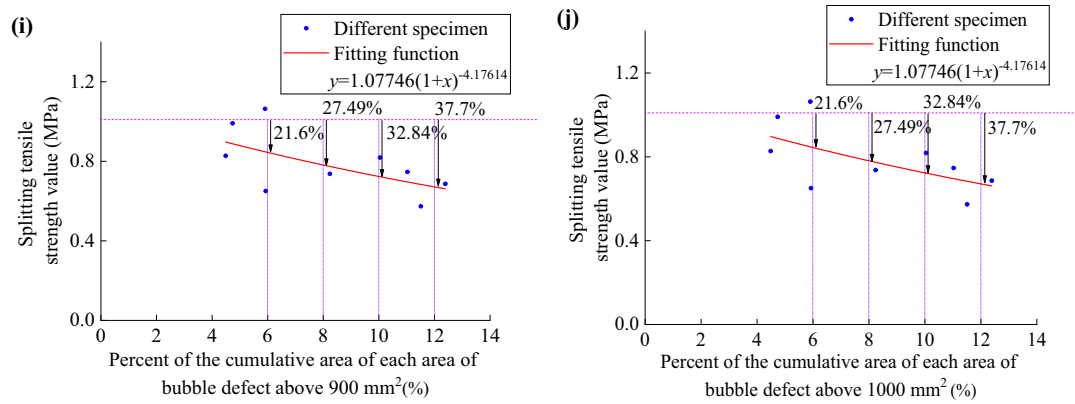 (i)
Different specimen
Fitting function
y=1.07746(1+x)^-4.17614
1.2
0.8
0.4
0.0
Splitting tensile
strength value (MPa)
21.6%
27.49%
32.84%
37.7%
0 2 4 6 8 10 12 14
Percent of the cumulative area of each area of
bubble defect above 900 mm²(%)
(j)
Different specimen
Fitting function
y=1.07746(1+x)^-4.17614
1.2
0.8
0.4
0.0
Splitting tensile
strength value (MPa)
21.6%
27.49%
32.84%
37.7%
0 2 4 6 8 10 12 14
Percent of the cumulative area of each area of
bubble defect above 1000 mm² (%)